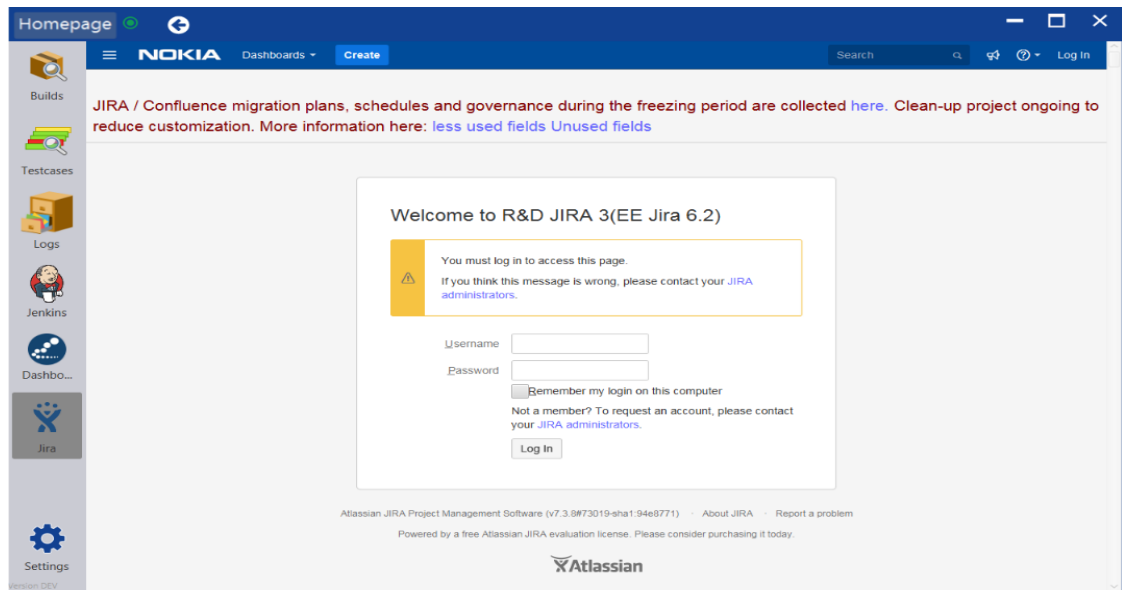 Homepage
NOKIA Dashboards Create Search Log In
Builds
Testcases
Logs
Jenkins
Dashbo...
Jira
Settings
Version DEV
JIRA / Confluence migration plans, schedules and governance during the freezing period are collected here. Clean-up project ongoing to
reduce customization. More information here: less used fields Unused fields
Welcome to R&D JIRA 3(EE Jira 6.2)
You must log in to access this page.
If you think this message is wrong, please contact your JIRA
administrators.
Username
Password
Remember my login on this computer
Not a member? To request an account, please contact
your JIRA administrators.
Log In
Atlassian JIRA Project Management Software (v7.3.8#73019-sha1:94e8771) · About JIRA · Report a problem
Powered by a free Atlassian JIRA evaluation license. Please consider purchasing it today.
Atlassian